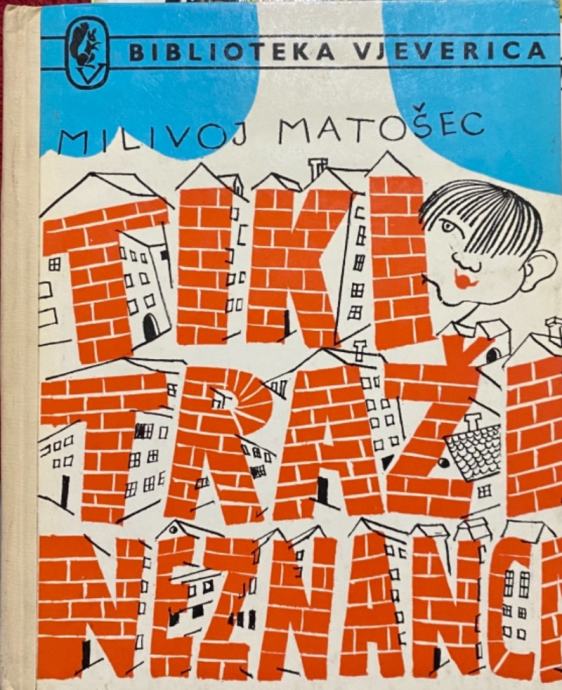 BIBLIOTEKA VJEVERICA
MILIVOJ MATOŠEC
TIKI
TRAŽI
NEZNANCA